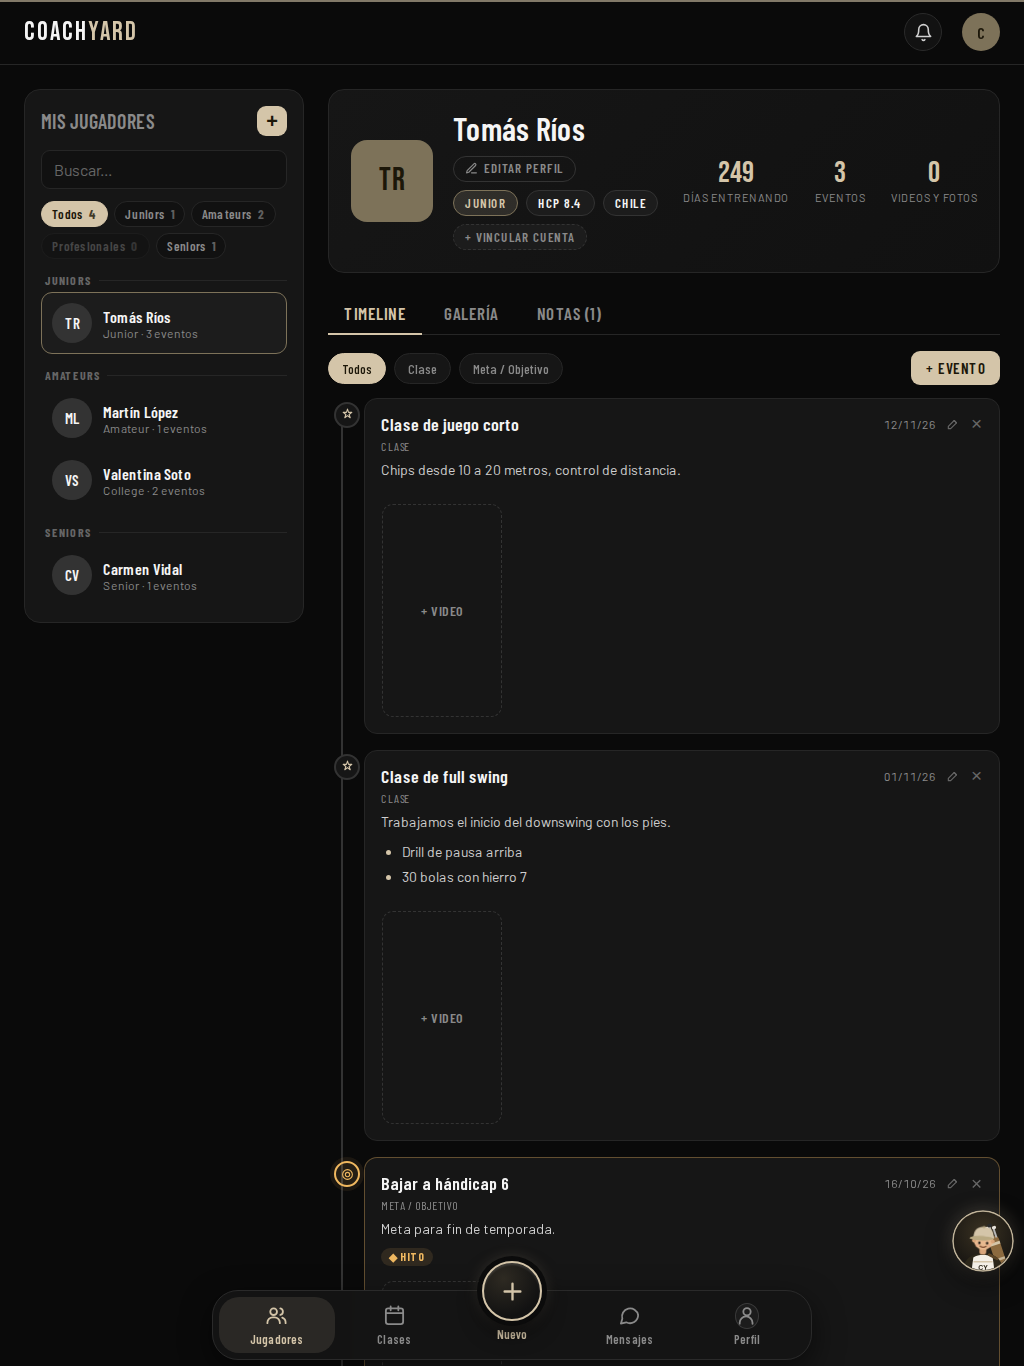 COACHYARD
C
MIS JUGADORES
+
Buscar...
Todos 4
Juniors 1
Amateurs 2
Profesionales 0
Seniors 1
JUNIORS
TR
Tomás Ríos
Junior · 3 eventos
AMATEURS
ML
Martín López
Amateur · 1 eventos
VS
Valentina Soto
College · 2 eventos
SENIORS
CV
Carmen Vidal
Senior · 1 eventos
TR
Tomás Ríos
EDITAR PERFIL
JUNIOR
HCP 8.4
CHILE
+ VINCULAR CUENTA
249
DÍAS ENTRENANDO
3
EVENTOS
0
VIDEOS Y FOTOS
TIMELINE
GALERÍA
NOTAS (1)
Todos
Clase
Meta / Objetivo
+ EVENTO
Clase de juego corto
12/11/26
CLASE
Chips desde 10 a 20 metros, control de distancia.
+ VIDEO
Clase de full swing
01/11/26
CLASE
Trabajamos el inicio del downswing con los pies.
• Drill de pausa arriba
• 30 bolas con hierro 7
+ VIDEO
Bajar a hándicap 6
16/10/26
META / OBJETIVO
Meta para fin de temporada.
◆ HITO
CY
Jugadores
Clases
Nuevo
Mensajes
Perfil